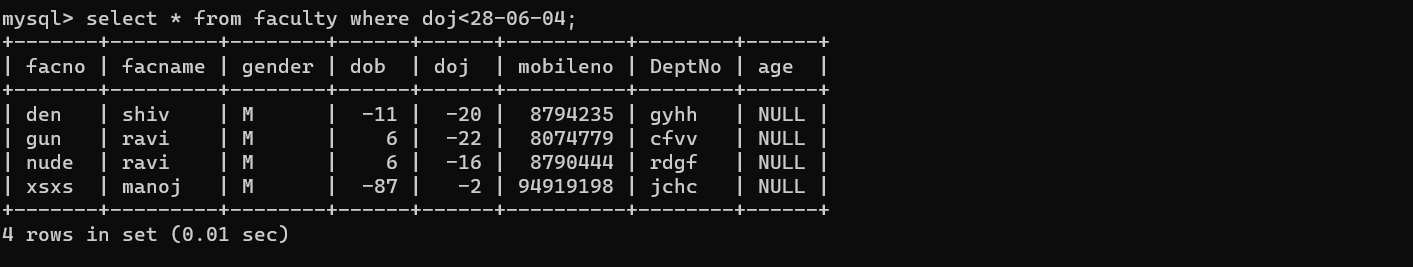 mysql> select * from faculty where doj<28-06-04;
+-------+---------+--------+------+------+----------+--------+------+
| facno | facname | gender | dob  | doj  | mobileno | DeptNo | age  |
+-------+---------+--------+------+------+----------+--------+------+
| den   | shiv    | M      |  -11 |  -20 |  8794235 | gyhh   | NULL |
| gun   | ravi    | M      |    6 |  -22 |  8074779 | cfvv   | NULL |
| nude  | ravi    | M      |    6 |  -16 |  8790444 | rdgf   | NULL |
| xsxs  | manoj   | M      |  -87 |   -2 | 94919198 | jchc   | NULL |
+-------+---------+--------+------+------+----------+--------+------+
4 rows in set (0.01 sec)